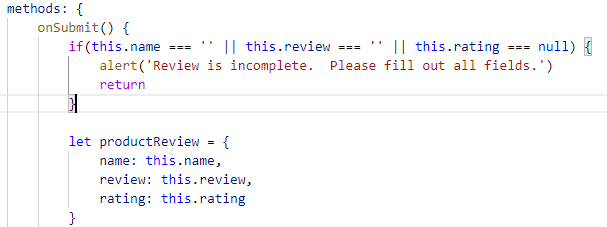 methods: {
    onSubmit() {
        if(this.name === '' || this.review === '' || this.rating === null) {
            alert('Review is incomplete.  Please fill out all fields.')
            return
        }

        let productReview = {
            name: this.name,
            review: this.review,
            rating: this.rating
        }